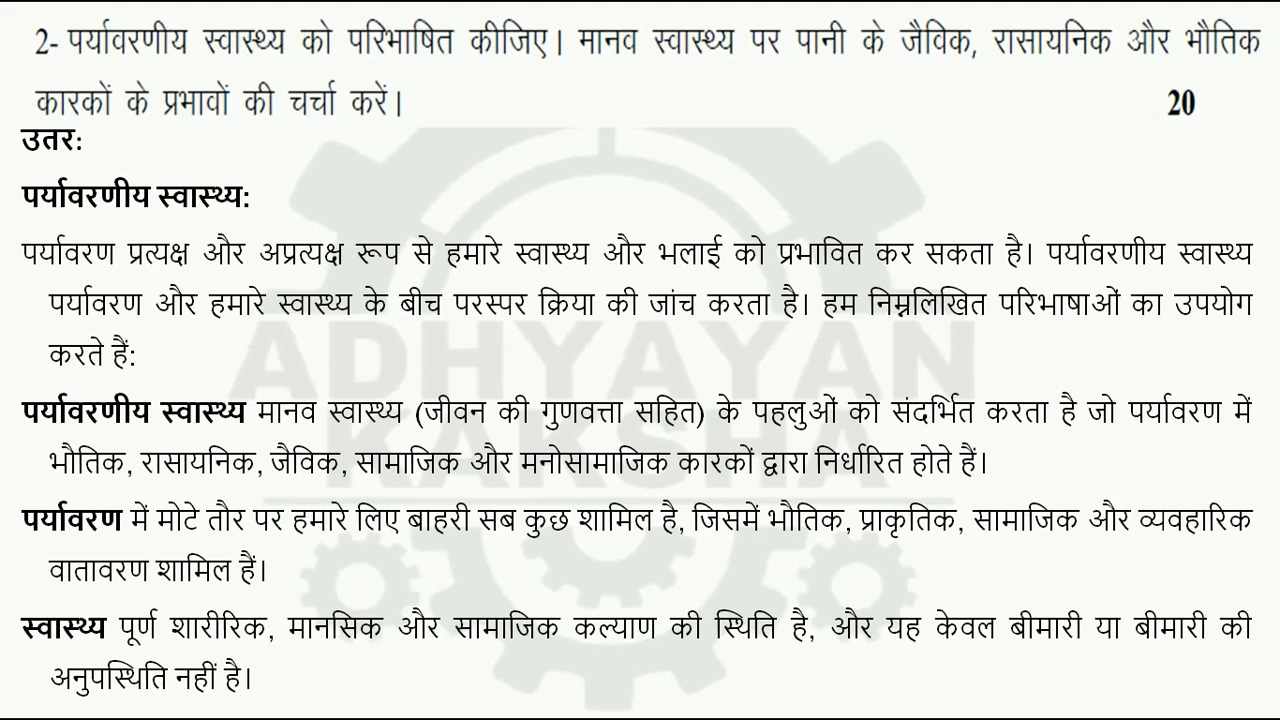 2- पर्यावरणीय स्वास्थ्य को परिभाषित कीजिए। मानव स्वास्थ्य पर पानी के जैविक, रासायनिक और भौतिक
कारकों के प्रभावों की चर्चा करें। 20
उतर:
पर्यावरणीय स्वास्थ्य:
पर्यावरण प्रत्यक्ष और अप्रत्यक्ष रूप से हमारे स्वास्थ्य और भलाई को प्रभावित कर सकता है। पर्यावरणीय स्वास्थ्य
पर्यावरण और हमारे स्वास्थ्य के बीच परस्पर क्रिया की जांच करता है। हम निम्नलिखित परिभाषाओं का उपयोग
करते हैं:
पर्यावरणीय स्वास्थ्य मानव स्वास्थ्य (जीवन की गुणवत्ता सहित) के पहलुओं को संदर्भित करता है जो पर्यावरण में
भौतिक, रासायनिक, जैविक, सामाजिक और मनोसामाजिक कारकों द्वारा निर्धारित होते हैं।
पर्यावरण में मोटे तौर पर हमारे लिए बाहरी सब कुछ शामिल है, जिसमें भौतिक, प्राकृतिक, सामाजिक और व्यवहारिक
वातावरण शामिल हैं।
स्वास्थ्य पूर्ण शारीरिक, मानसिक और सामाजिक कल्याण की स्थिति है, और यह केवल बीमारी या बीमारी की
अनुपस्थिति नहीं है।
ADHYAYAN
KAKSHA